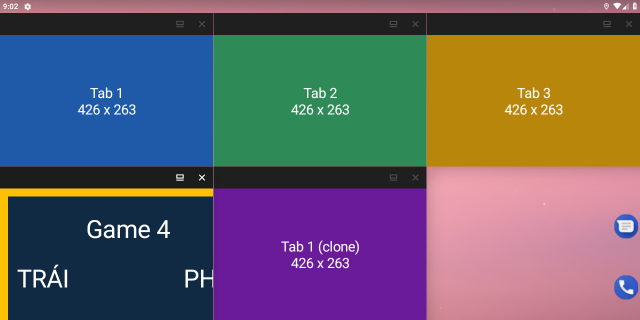 9:02
Tab 1
426 x 263
Tab 2
426 x 263
Tab 3
426 x 263
Game 4
TRÁI PH
Tab 1 (clone)
426 x 263